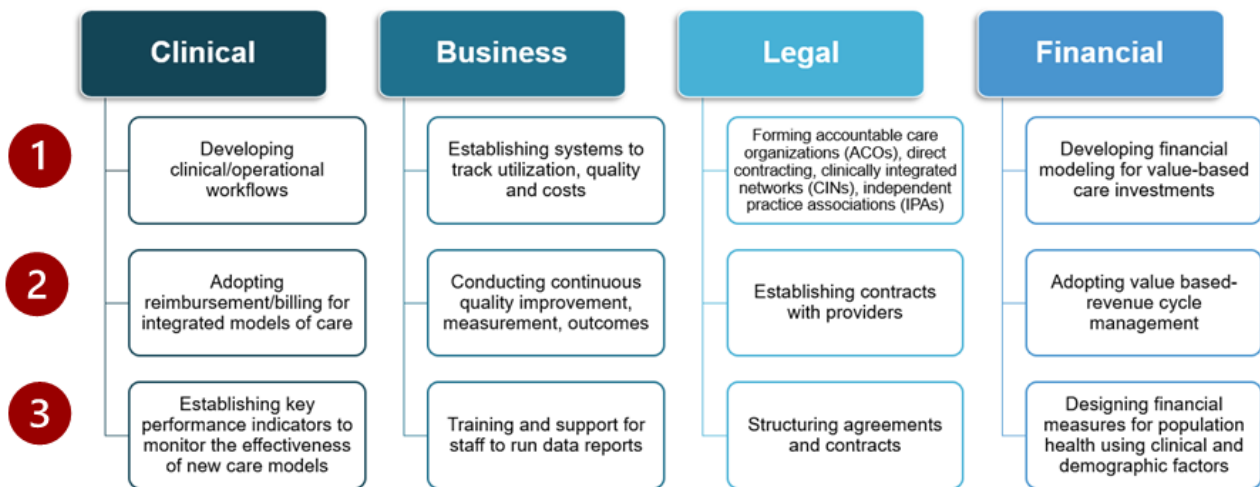 Clinical
Business
Legal
Financial
1
Developing
clinical/operational
workflows
Establishing systems to
track utilization, quality
and costs
Forming accountable care
organizations (ACOs), direct
contracting, clinically integrated
networks (CINs), independent
practice associations (IPAs)
Developing financial
modeling for value-based
care investments
2
Adopting
reimbursement/billing for
integrated models of care
Conducting continuous
quality improvement,
measurement, outcomes
Establishing contracts
with providers
Adopting value based-
revenue cycle
management
3
Establishing key
performance indicators to
monitor the effectiveness
of new care models
Training and support for
staff to run data reports
Structuring agreements
and contracts
Designing financial
measures for population
health using clinical and
demographic factors